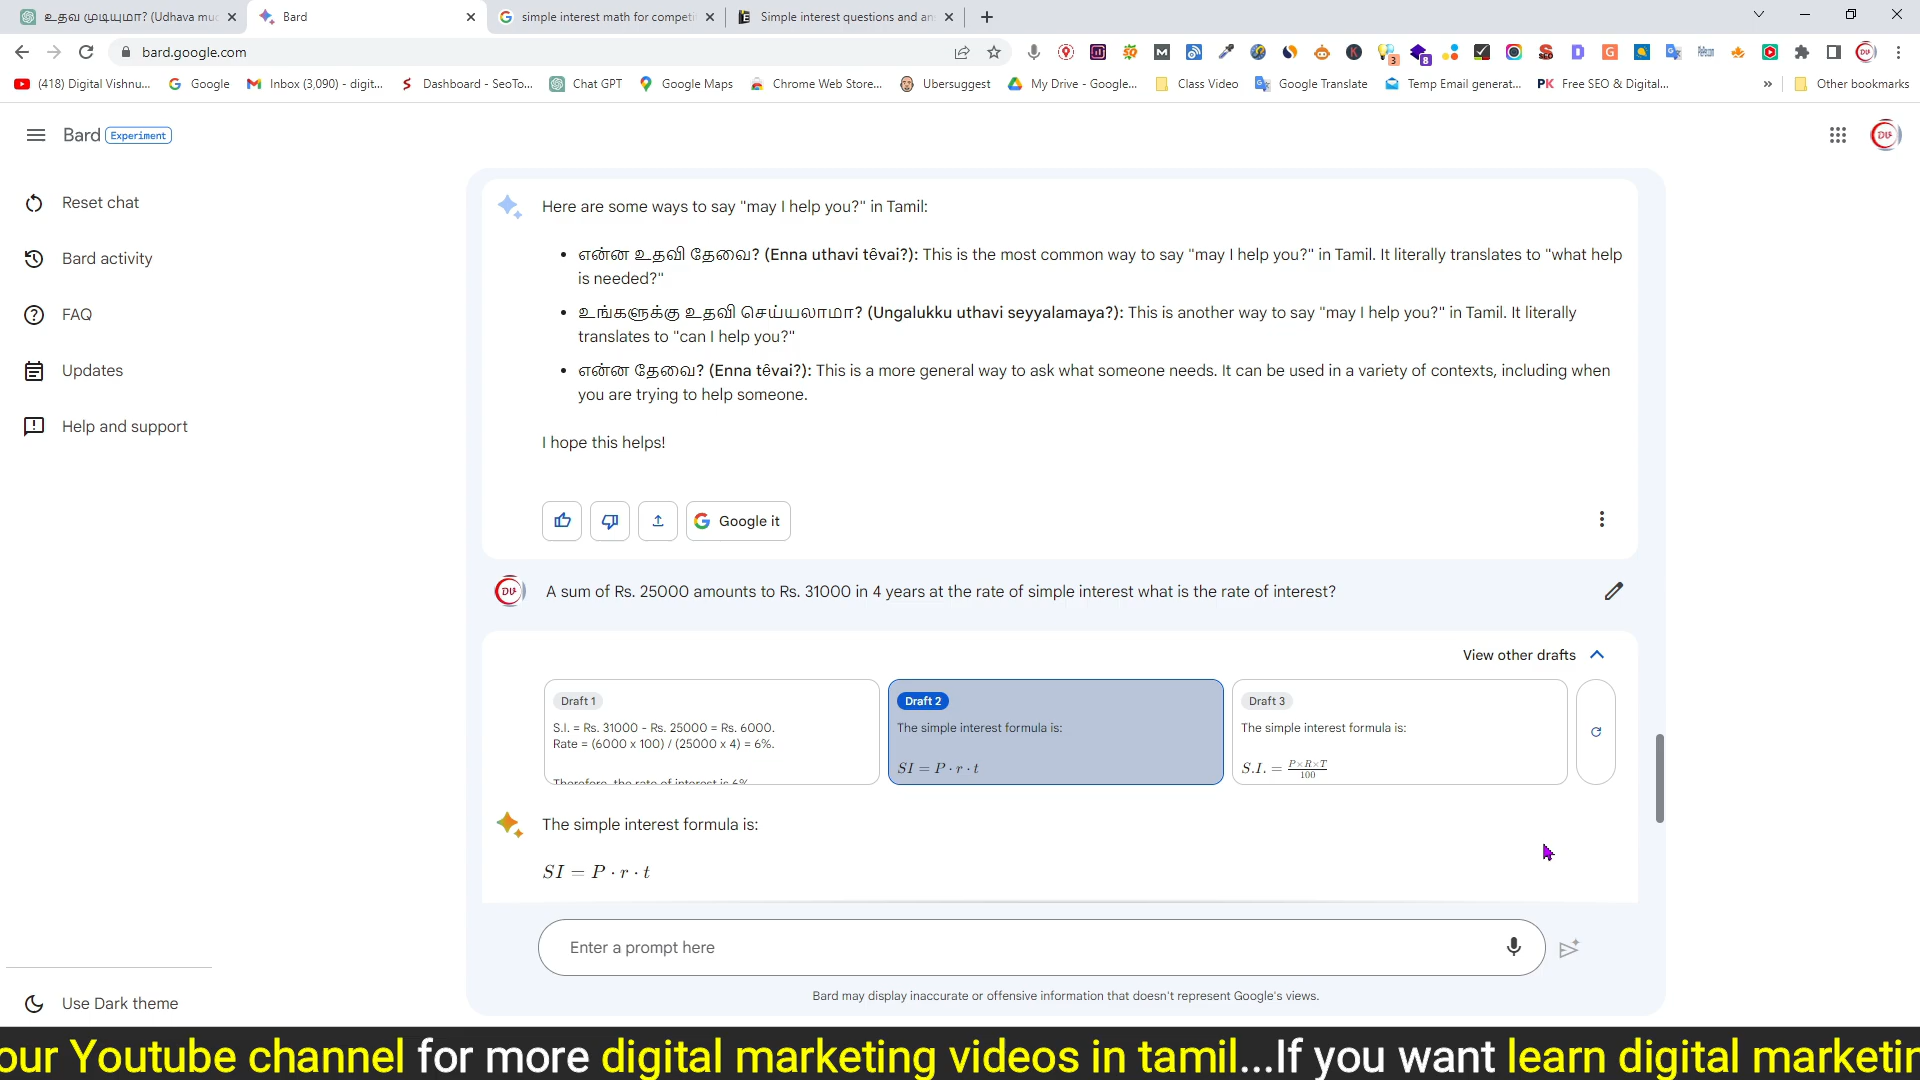 உதவ முடியுமா? (Udhava mu
Bard
simple interest math for competi
Simple interest questions and an
bard.google.com
(418) Digital Vishnu...
Google
Inbox (3,090) - digit...
Dashboard - SeoTo...
Chat GPT
Google Maps
Chrome Web Store...
Ubersuggest
My Drive - Google...
Class Video
Google Translate
Temp Email generat...
PK Free SEO & Digital...
»
Other bookmarks
Bard Experiment
Reset chat
Bard activity
FAQ
Updates
Help and support
Use Dark theme
Here are some ways to say "may I help you?" in Tamil:
• என்ன உதவி தேவை? (Enna uthavi têvai?): This is the most common way to say "may I help you?" in Tamil. It literally translates to "what help
is needed?"
• உங்களுக்கு உதவி செய்யலாமா? (Ungalukku uthavi seyyalamaya?): This is another way to say "may I help you?" in Tamil. It literally
translates to "can I help you?"
• என்ன தேவை? (Enna têvai?): This is a more general way to ask what someone needs. It can be used in a variety of contexts, including when
you are trying to help someone.
I hope this helps!
Google it
A sum of Rs. 25000 amounts to Rs. 31000 in 4 years at the rate of simple interest what is the rate of interest?
View other drafts
Draft 1
S.I. = Rs. 31000 - Rs. 25000 = Rs. 6000.
Rate = (6000 x 100) / (25000 x 4) = 6%.
Therefore, the rate of interest is 6%
Draft 2
The simple interest formula is:
SI = P · r · t
Draft 3
The simple interest formula is:
S.I. = P×R×T / 100
The simple interest formula is:
SI = P · r · t
Enter a prompt here
Bard may display inaccurate or offensive information that doesn't represent Google's views.
our Youtube channel for more digital marketing videos in tamil...If you want learn digital marketin